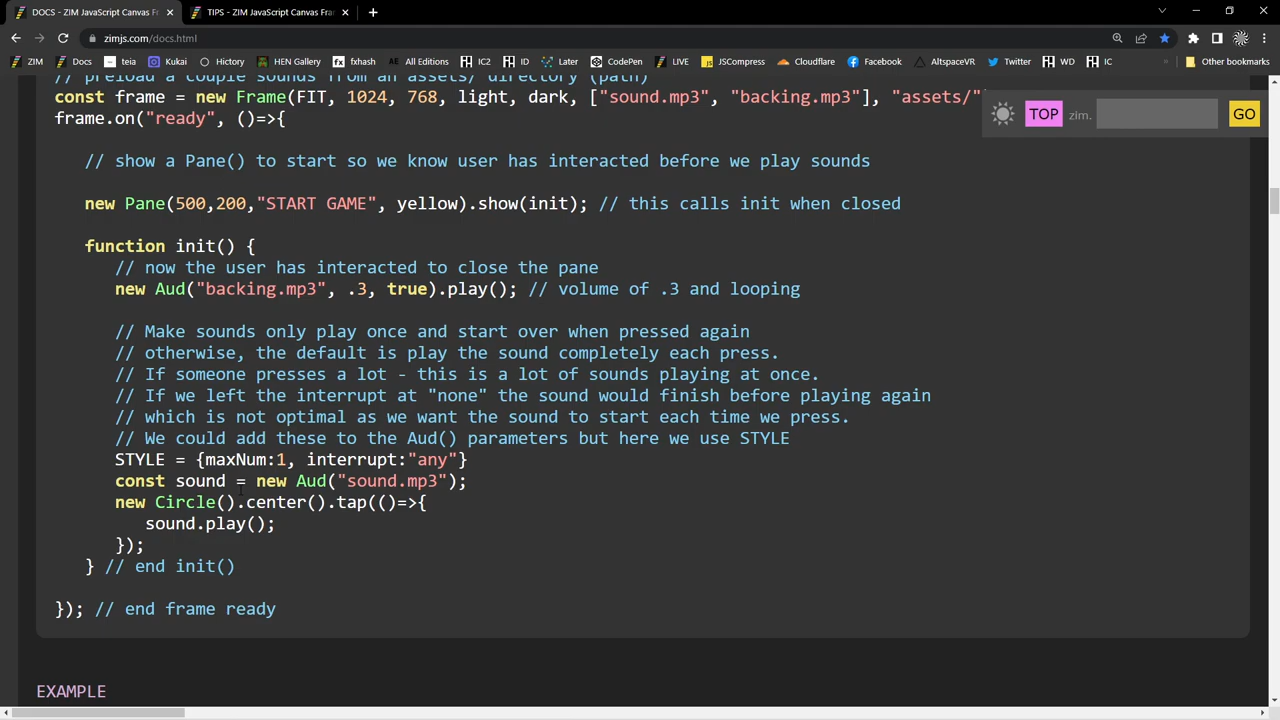 DOCS - ZIM JavaScript Canvas Fr
TIPS - ZIM JavaScript Canvas Fra
zimjs.com/docs.html
ZIM
Docs
teia
Kukai
History
HEN Gallery
fxhash
All Editions
IC2
ID
Later
CodePen
LIVE
JSCompress
Cloudflare
Facebook
AltspaceVR
Twitter
WD
IC
Other bookmarks
// preload a couple sounds from an assets/ directory (path)
const frame = new Frame(FIT, 1024, 768, light, dark, ["sound.mp3", "backing.mp3"], "assets/"
TOP
zim.
GO
frame.on("ready", ()=>{
// show a Pane() to start so we know user has interacted before we play sounds
new Pane(500,200,"START GAME", yellow).show(init); // this calls init when closed
function init() {
// now the user has interacted to close the pane
new Aud("backing.mp3", .3, true).play(); // volume of .3 and looping
// Make sounds only play once and start over when pressed again
// otherwise, the default is play the sound completely each press.
// If someone presses a lot - this is a lot of sounds playing at once.
// If we left the interrupt at "none" the sound would finish before playing again
// which is not optimal as we want the sound to start each time we press.
// We could add these to the Aud() parameters but here we use STYLE
STYLE = {maxNum:1, interrupt:"any"}
const sound = new Aud("sound.mp3");
new Circle().center().tap(()=>{
sound.play();
});
} // end init()
}); // end frame ready
EXAMPLE